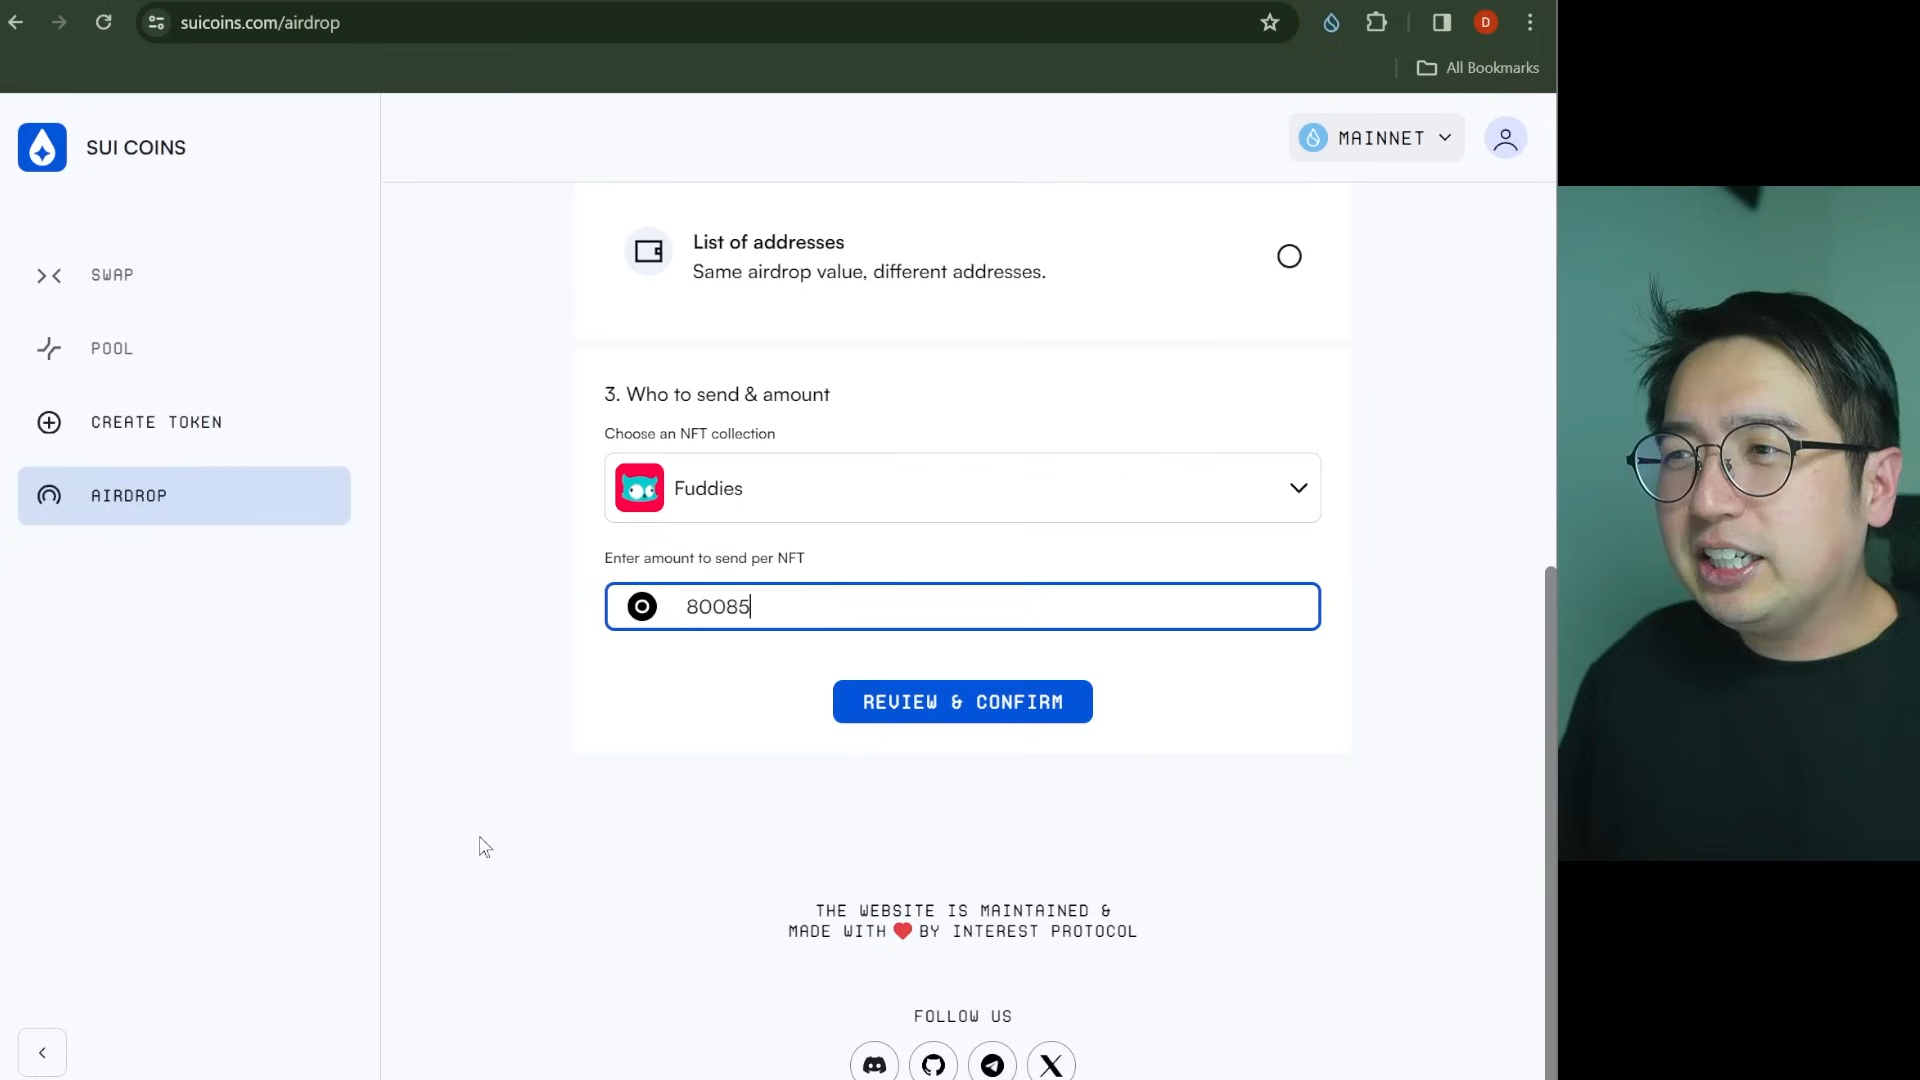 suicoins.com/airdrop
D
All Bookmarks
SUI COINS
MAINNET
SWAP
POOL
CREATE TOKEN
AIRDROP
List of addresses
Same airdrop value, different addresses.
3. Who to send & amount
Choose an NFT collection
Fuddies
Enter amount to send per NFT
80085
REVIEW & CONFIRM
THE WEBSITE IS MAINTAINED &
MADE WITH ❤ BY INTEREST PROTOCOL
FOLLOW US